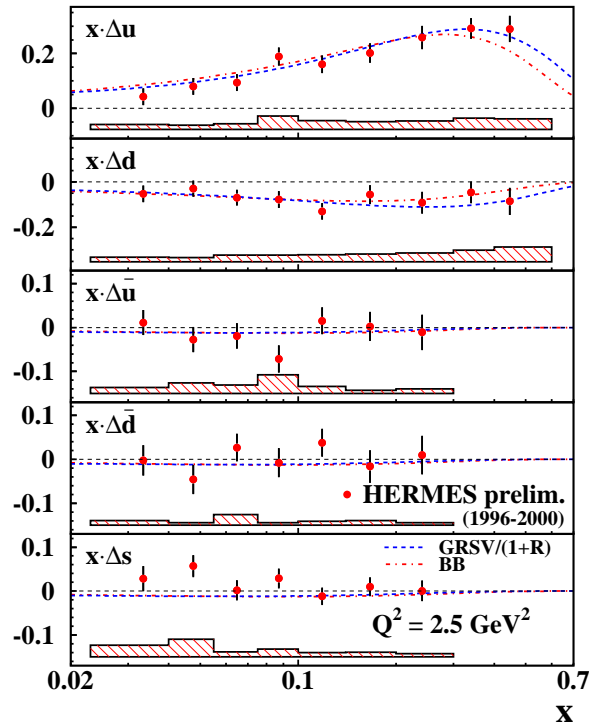 x·Δu
0.2
0
x·Δd
-0
-0.2
x·Δū
0.1
0
-0.1
x·Δd̄
0.1
0
-0.1
HERMES prelim.
(1996-2000)
x·Δs
0.1
0
-0.1
GRSV/(1+R)
BB
Q² = 2.5 GeV²
0.02 0.1 0.7
x